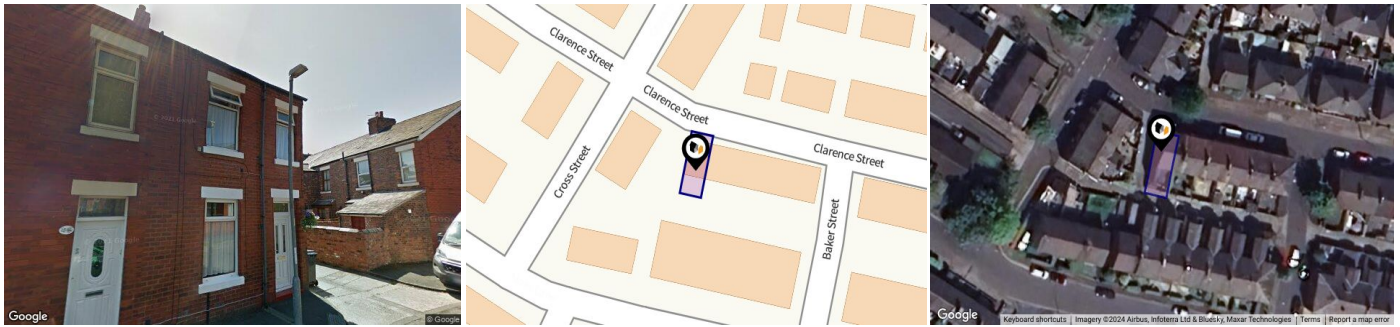 Clarence Street
Clarence Street
Clarence Street
Cross Street
Baker Street
Google
© Google
Google
Keyboard shortcuts
Imagery ©2024 Airbus, Infoterra Ltd & Bluesky, Maxar Technologies
Terms
Report a map error